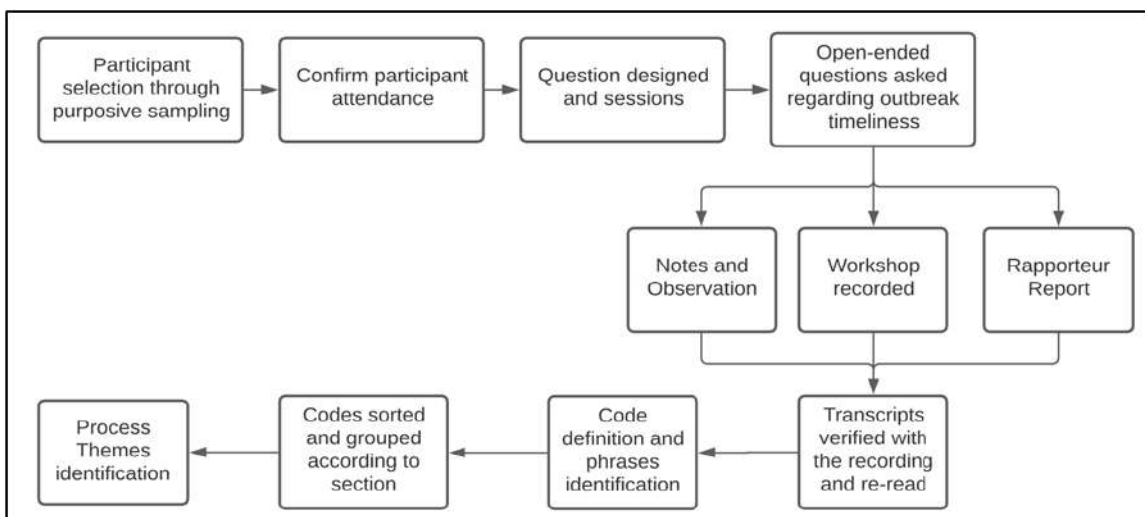 Participant
selection through
purposive sampling
Confirm participant
attendance
Question designed
and sessions
Open-ended
questions asked
regarding outbreak
timeliness
Notes and
Observation
Workshop
recorded
Rapporteur
Report
Process
Themes
identification
Codes sorted
and grouped
according to
section
Code
definition and
phrases
identification
Transcripts
verified with
the recording
and re-read